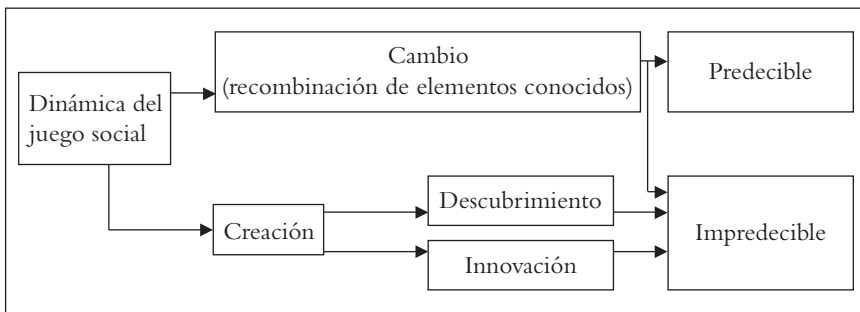 Cambio
(recombinación de elementos conocidos)
Predecible
Dinámica del
juego social
Descubrimiento
Creación
Impredecible
Innovación